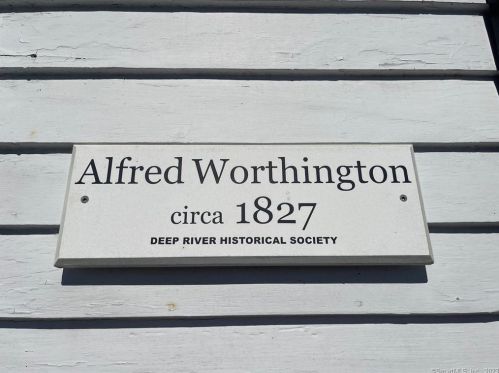 Alfred Worthington
circa 1827
DEEP RIVER HISTORICAL SOCIETY